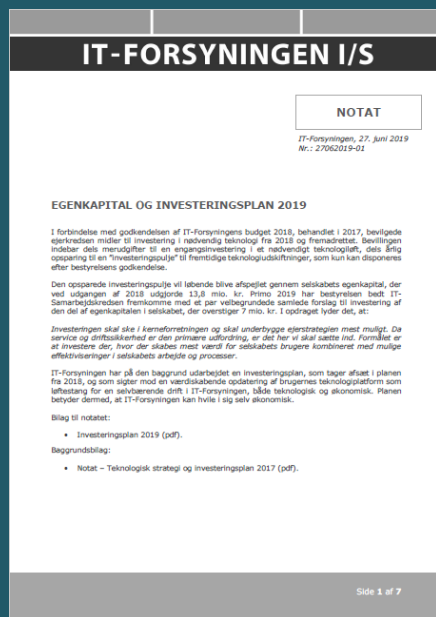 IT-FORSYNINGEN I/S
NOTAT
IT-Forsyningen, 27. juni 2019
Nr.: 27062019-01
EGENKAPITAL OG INVESTERINGSPLAN 2019
I forbindelse med godkendelsen af IT-Forsyningens budget 2018, behandlet i 2017, bevilgede
ejerkredsen midler til investering i nødvendig teknologi fra 2018 og fremadrettet. Bevillingen
indebar dels merudgifter til en engangsinvestering i et nødvendigt teknologiløft, dels årlig
opsparing til en "investeringspulje" til fremtidige teknologiudskiftninger, som kun kan disponeres
efter bestyrelsens godkendelse.
Den opsparede investeringspulje vil løbende blive afspejlet gennem selskabets egenkapital, der
ved udgangen af 2018 udgjorde 13,8 mio. kr. Primo 2019 har bestyrelsen bedt IT-
Samarbejdskredsen fremkomme med et par velbegrundede samlede forslag til investering af
den del af egenkapitalen i selskabet, der overstiger 7 mio. kr. I opdraget lyder det, at:
Investeringen skal ske i kerneforretningen og skal underbygge ejerstrategien mest muligt. Da
service og driftssikkerhed er den primære udfordring, er det her vi skal sætte ind. Formålet er
at investere der, hvor der skabes mest værdi for selskabets brugere kombineret med mulige
effektiviseringer i selskabets arbejde og processer.
IT-Forsyningen har på den baggrund udarbejdet en investeringsplan, som tager afsæt i planen
fra 2018, og som sigter mod en værdiskabende opdatering af brugernes teknologiplatform som
løftestang for en selvbærende drift i IT-Forsyningen, både teknologisk og økonomisk. Planen
betyder dermed, at IT-Forsyningen kan hvile i sig selv økonomisk.
Bilag til notatet:
• Investeringsplan 2019 (pdf).
Baggrundsbilag:
• Notat – Teknologisk strategi og investeringsplan 2017 (pdf).
Side 1 af 7